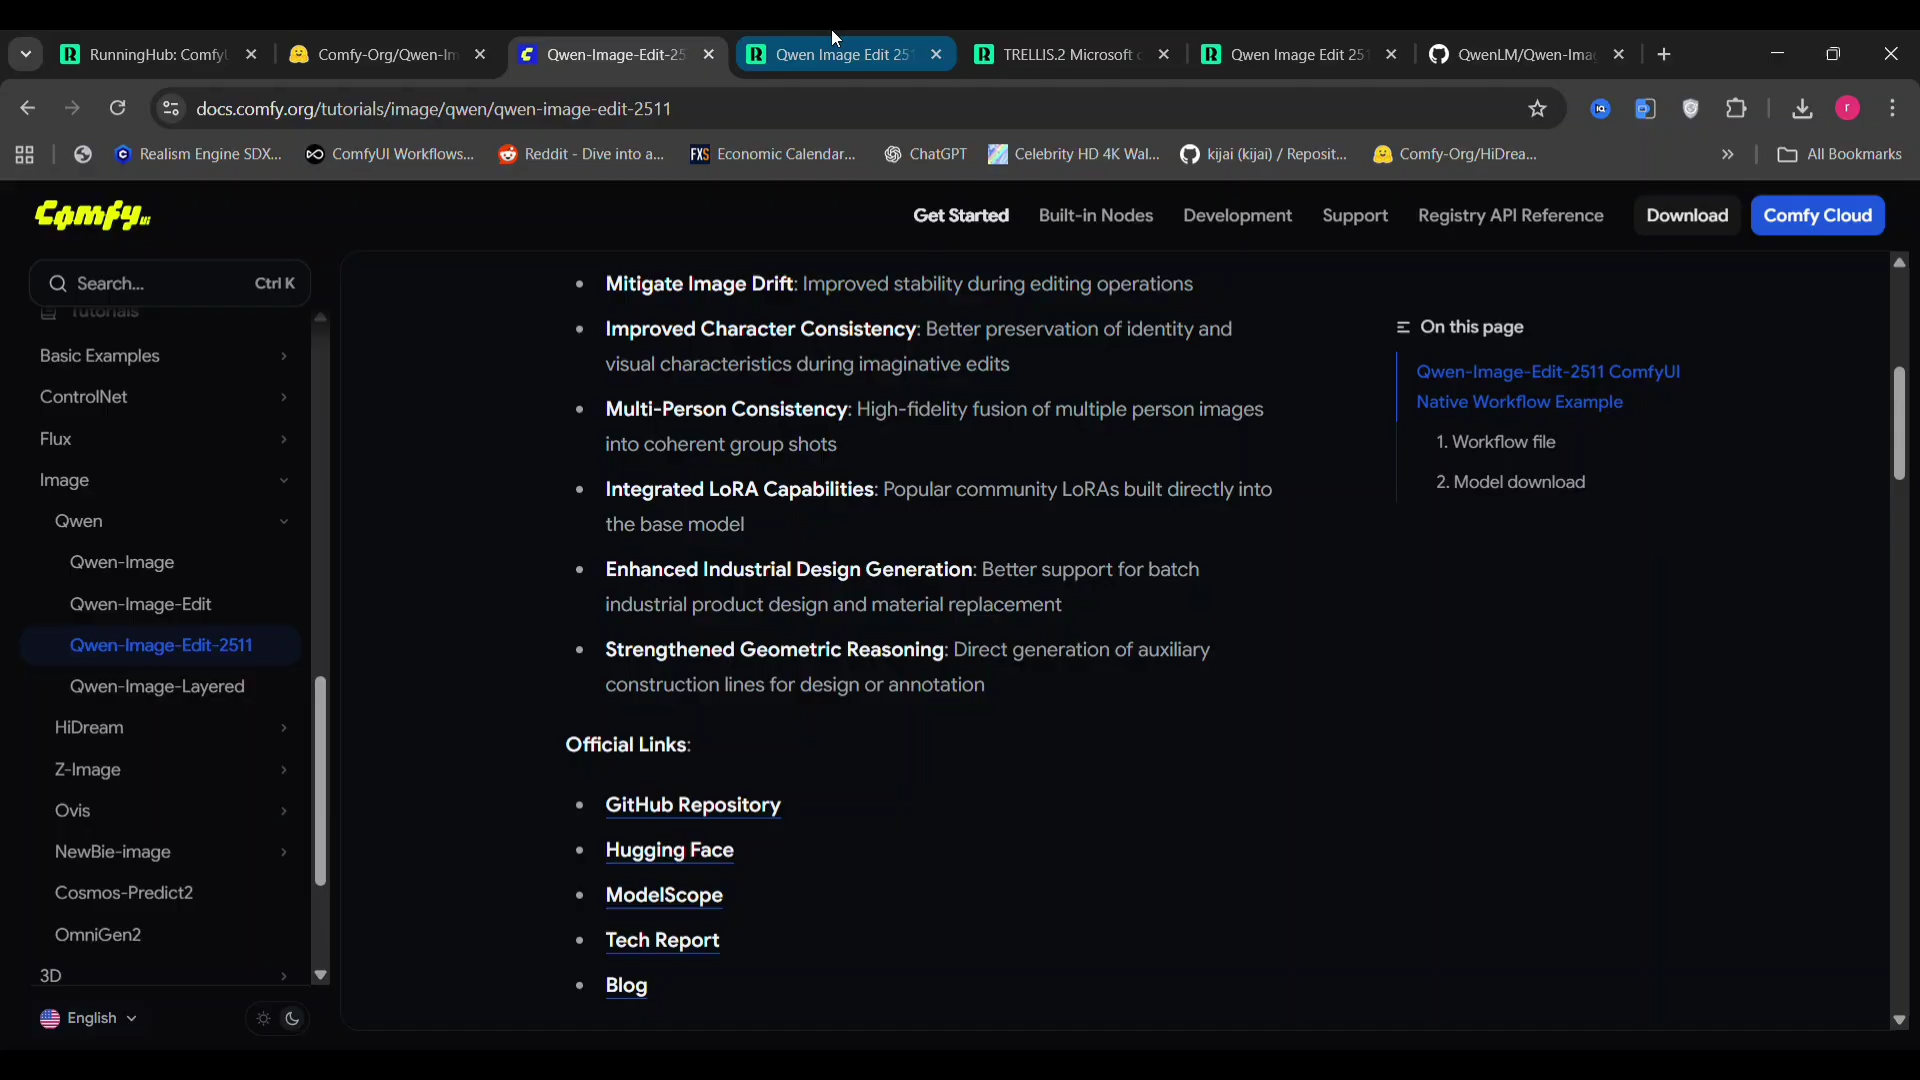 RunningHub: ComfyU
Comfy-Org/Qwen-Im
Qwen-Image-Edit-25
Qwen Image Edit 251
TRELLIS.2 Microsoft c
Qwen Image Edit 251
QwenLM/Qwen-Imag
docs.comfy.org/tutorials/image/qwen/qwen-image-edit-2511
Realism Engine SDX...
ComfyUI Workflows...
Reddit - Dive into a...
FXS Economic Calendar...
ChatGPT
Celebrity HD 4K Wal...
kijai (kijai) / Reposit...
Comfy-Org/HiDrea...
All Bookmarks
Comfy UI
Get Started
Built-in Nodes
Development
Support
Registry API Reference
Download
Comfy Cloud
Search...
Ctrl K
Tutorials
Basic Examples
ControlNet
Flux
Image
Qwen
Qwen-Image
Qwen-Image-Edit
Qwen-Image-Edit-2511
Qwen-Image-Layered
HiDream
Z-Image
Ovis
NewBie-image
Cosmos-Predict2
OmniGen2
3D
English
Mitigate Image Drift: Improved stability during editing operations
Improved Character Consistency: Better preservation of identity and
visual characteristics during imaginative edits
Multi-Person Consistency: High-fidelity fusion of multiple person images
into coherent group shots
Integrated LoRA Capabilities: Popular community LoRAs built directly into
the base model
Enhanced Industrial Design Generation: Better support for batch
industrial product design and material replacement
Strengthened Geometric Reasoning: Direct generation of auxiliary
construction lines for design or annotation
Official Links:
GitHub Repository
Hugging Face
ModelScope
Tech Report
Blog
On this page
Qwen-Image-Edit-2511 ComfyUI
Native Workflow Example
1. Workflow file
2. Model download